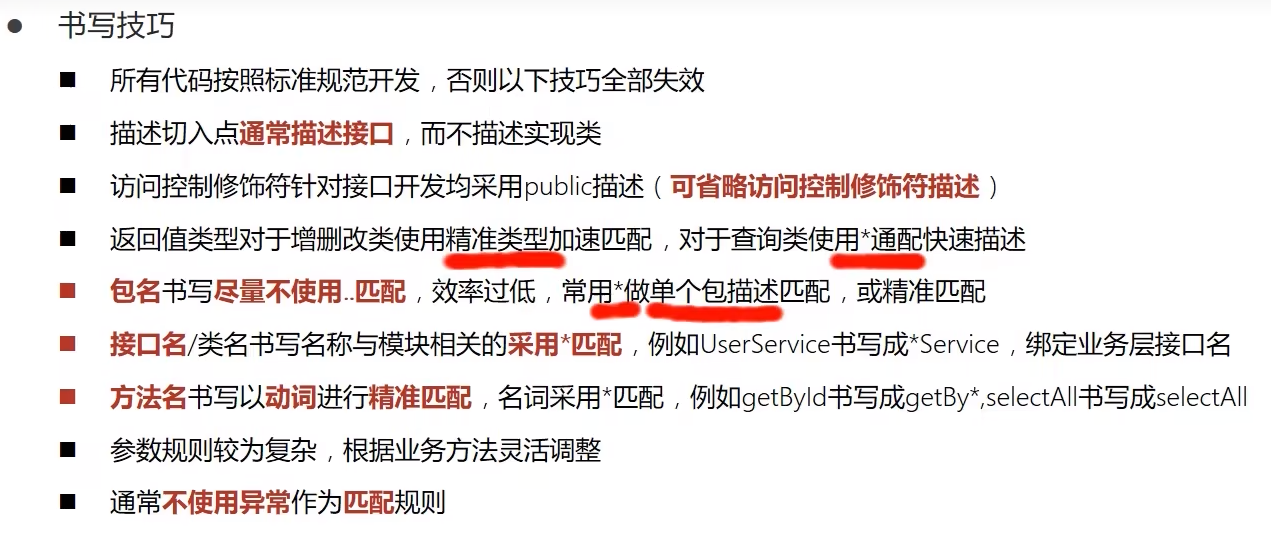 书写技巧
所有代码按照标准规范开发，否则以下技巧全部失效
描述切入点通常描述接口，而不描述实现类
访问控制修饰符针对接口开发均采用public描述（可省略访问控制修饰符描述）
返回值类型对于增删改类使用精准类型加速匹配，对于查询类使用*通配快速描述
包名书写尽量不使用..匹配，效率过低，常用*做单个包描述匹配，或精准匹配
接口名/类名书写名称与模块相关的采用*匹配，例如UserService书写成*Service，绑定业务层接口名
方法名书写以动词进行精准匹配，名词采用*匹配，例如getById书写成getBy*,selectAll书写成selectAll
参数规则较为复杂，根据业务方法灵活调整
通常不使用异常作为匹配规则